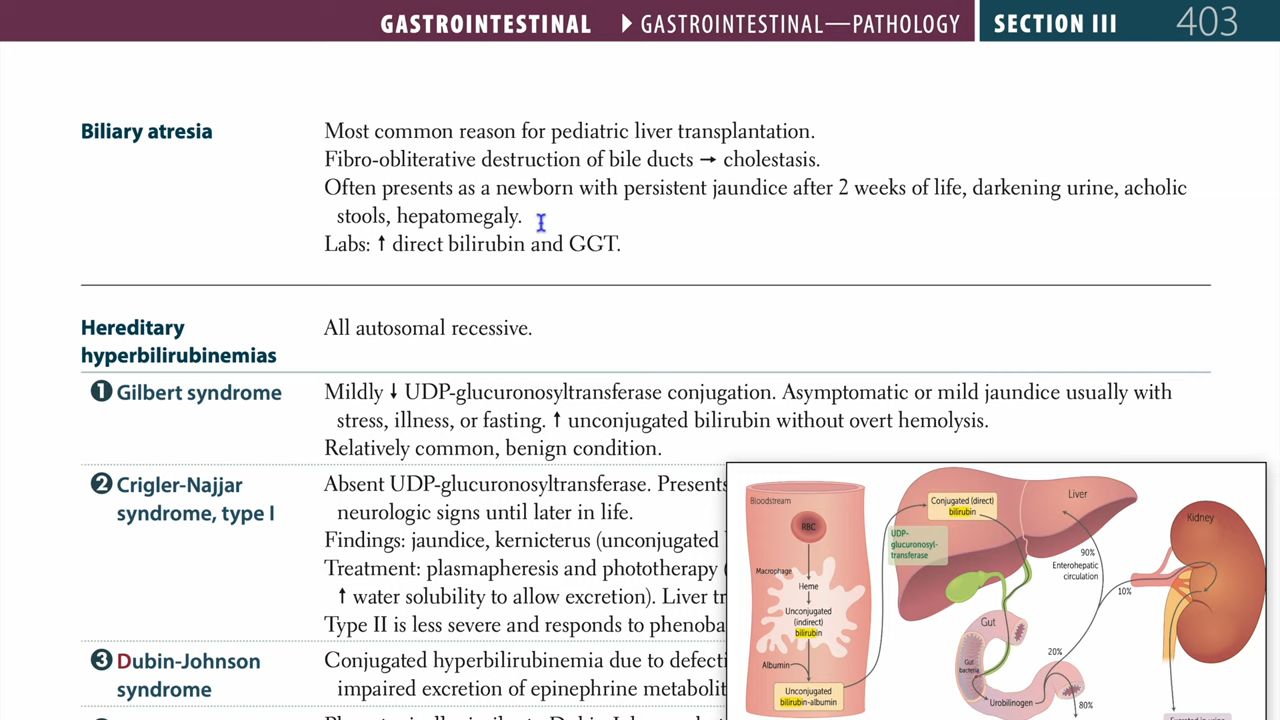 GASTROINTESTINAL ▶ GASTROINTESTINAL—PATHOLOGY SECTION III 403
Biliary atresia
Most common reason for pediatric liver transplantation.
Fibro-obliterative destruction of bile ducts → cholestasis.
Often presents as a newborn with persistent jaundice after 2 weeks of life, darkening urine, acholic
stools, hepatomegaly.
Labs: ↑ direct bilirubin and GGT.
Hereditary
hyperbilirubinemias
All autosomal recessive.
❶ Gilbert syndrome
Mildly ↓ UDP-glucuronosyltransferase conjugation. Asymptomatic or mild jaundice usually with
stress, illness, or fasting. ↑ unconjugated bilirubin without overt hemolysis.
Relatively common, benign condition.
❷ Crigler-Najjar
syndrome, type I
Absent UDP-glucuronosyltransferase. Presents
neurologic signs until later in life.
Findings: jaundice, kernicterus (unconjugated
Treatment: plasmapheresis and phototherapy (
↑ water solubility to allow excretion). Liver
Type II is less severe and responds to
❸ Dubin-Johnson
syndrome
Conjugated hyperbilirubinemia due to
impaired excretion of epinephrine
Bloodstream
RBC
Macrophage
Heme
Unconjugated
(indirect)
bilirubin
Albumin
Unconjugated
bilirubin-albumin
UDP-
glucuronosyl-
transferase
Conjugated (direct)
bilirubin
Liver
Kidney
90%
Enterohepatic
circulation
10%
Gut
Gut
bacteria
20%
Urobilinogen
80%